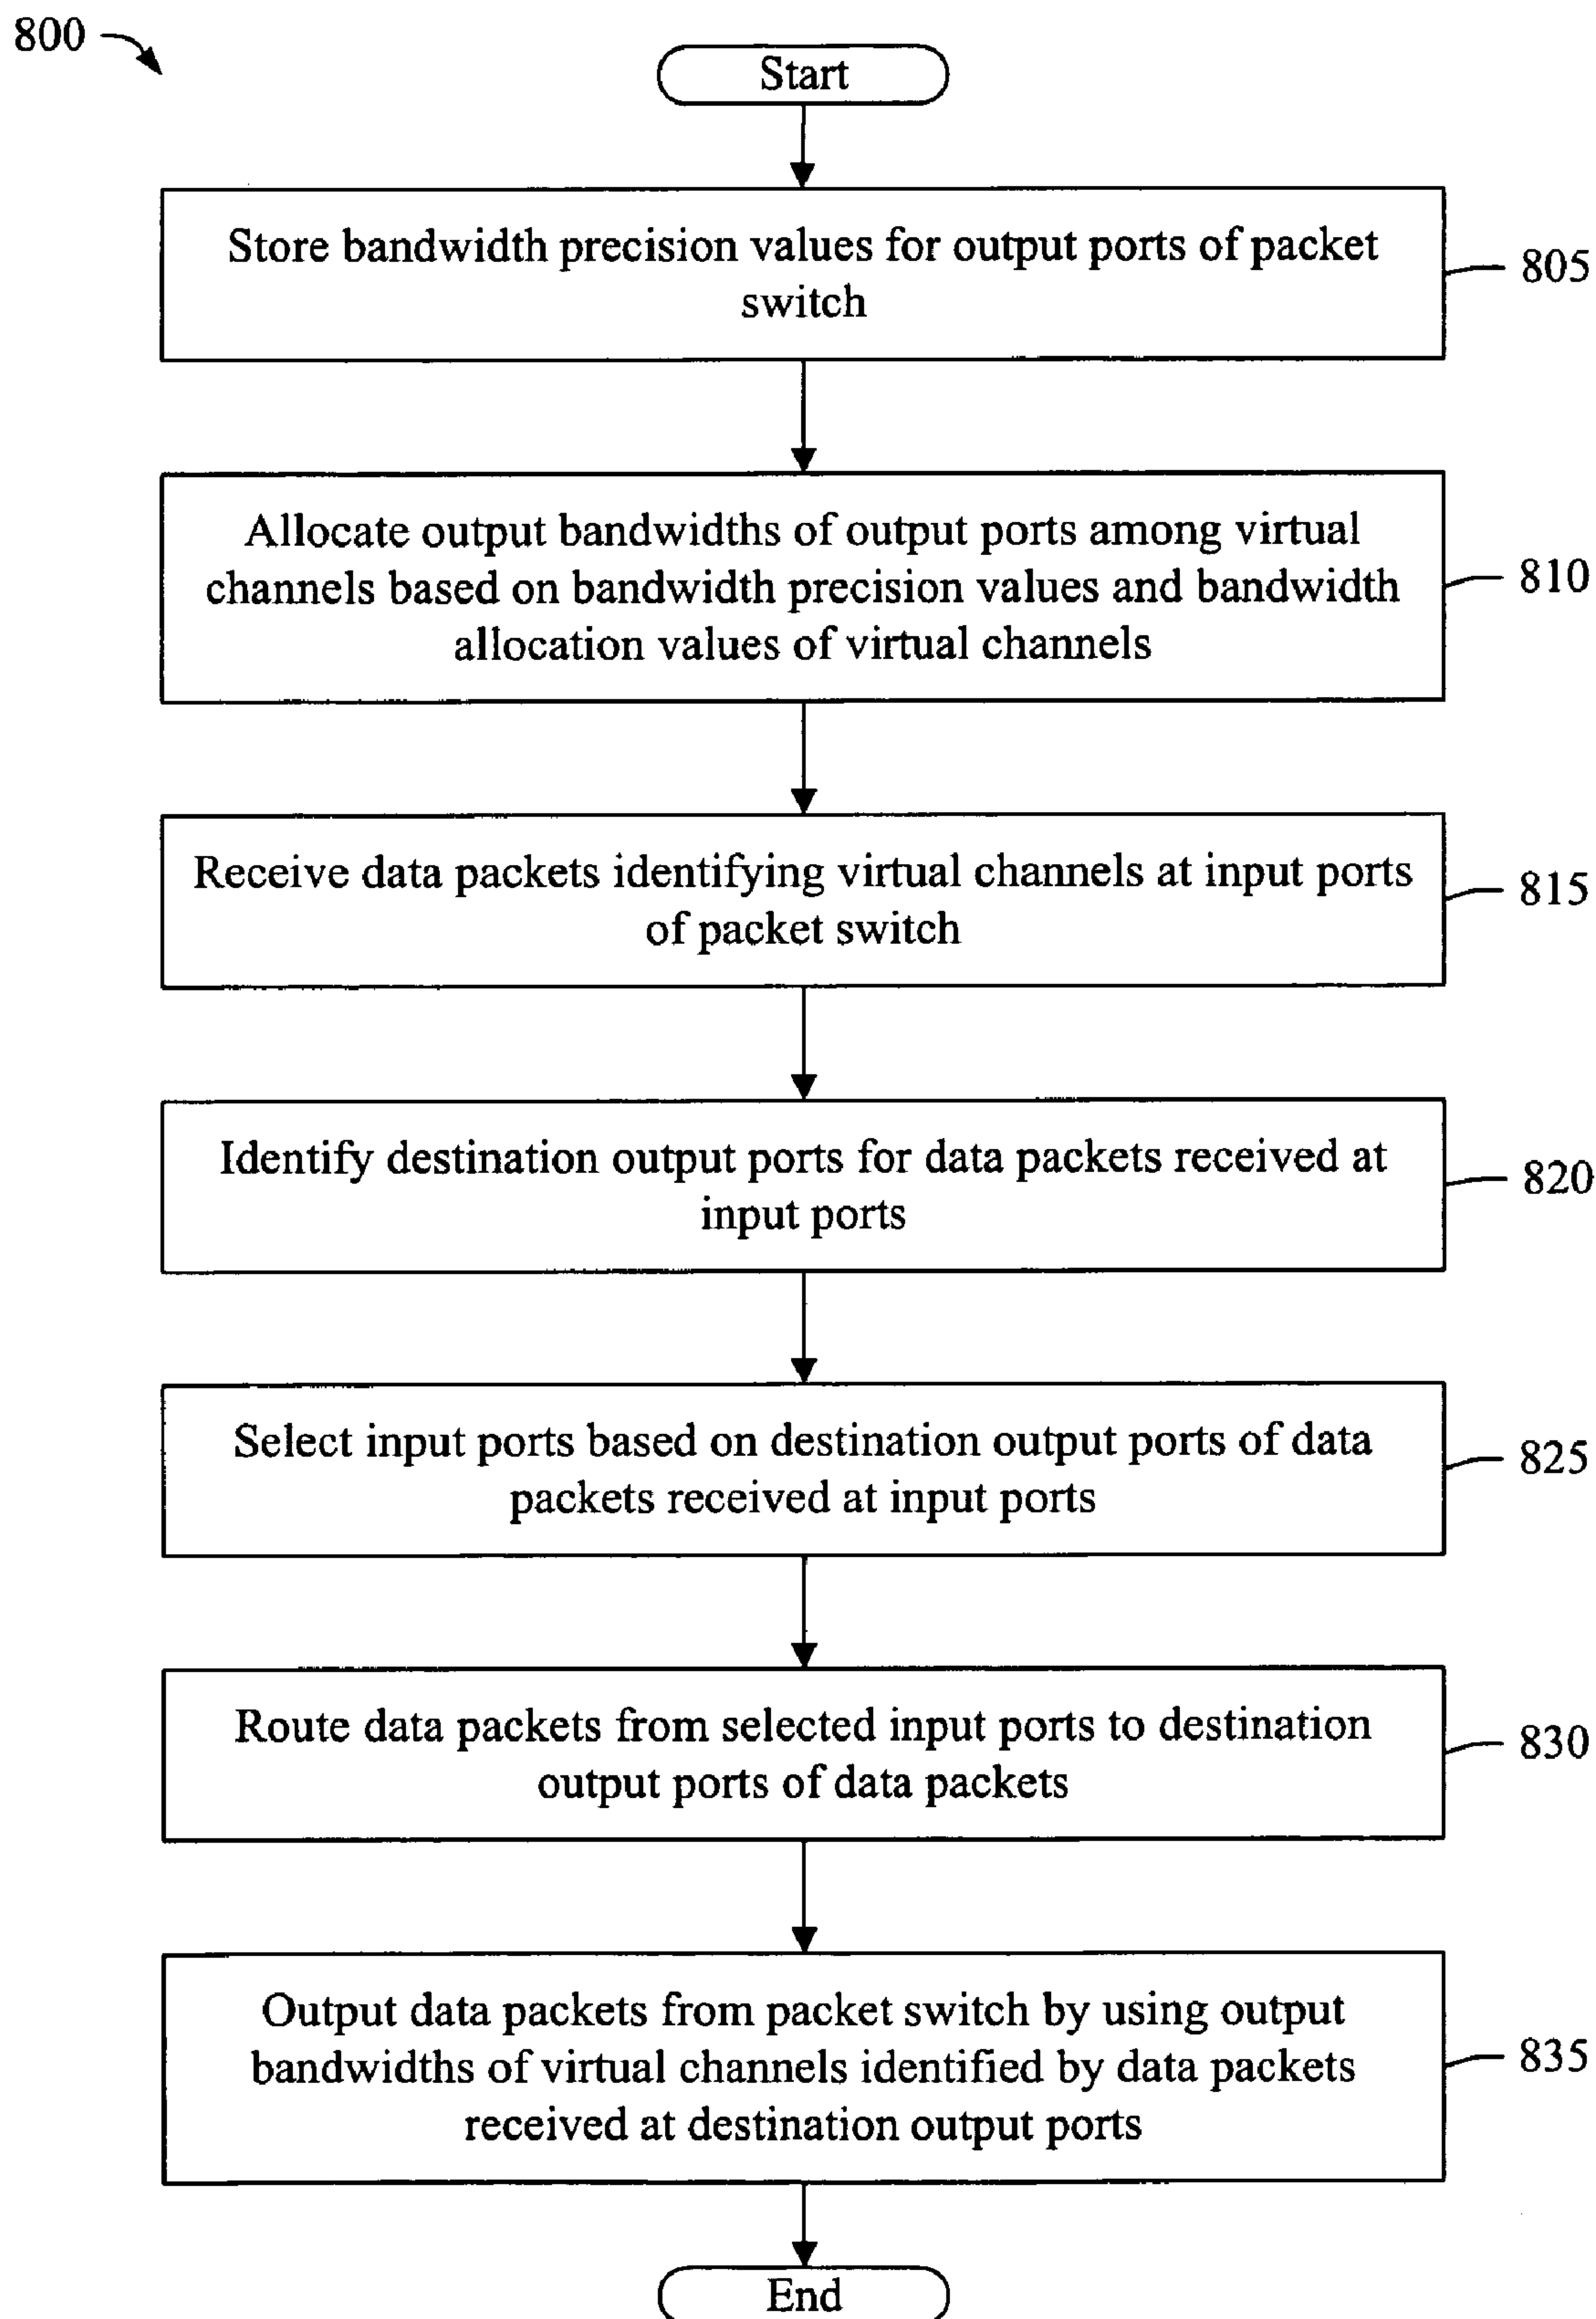 800
Start
Store bandwidth precision values for output ports of packet
switch
805
Allocate output bandwidths of output ports among virtual
channels based on bandwidth precision values and bandwidth
allocation values of virtual channels
810
Receive data packets identifying virtual channels at input ports
of packet switch
815
Identify destination output ports for data packets received at
input ports
820
Select input ports based on destination output ports of data
packets received at input ports
825
Route data packets from selected input ports to destination
output ports of data packets
830
Output data packets from packet switch by using output
bandwidths of virtual channels identified by data packets
received at destination output ports
835
End